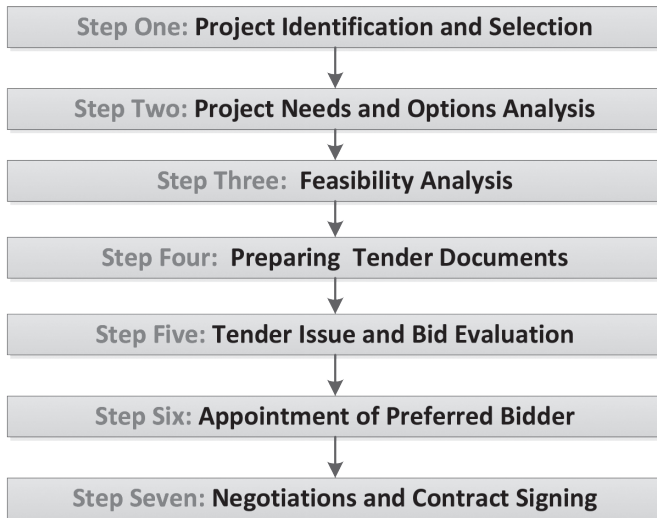 Step One: Project Identification and Selection
Step Two: Project Needs and Options Analysis
Step Three: Feasibility Analysis
Step Four: Preparing Tender Documents
Step Five: Tender Issue and Bid Evaluation
Step Six: Appointment of Preferred Bidder
Step Seven: Negotiations and Contract Signing